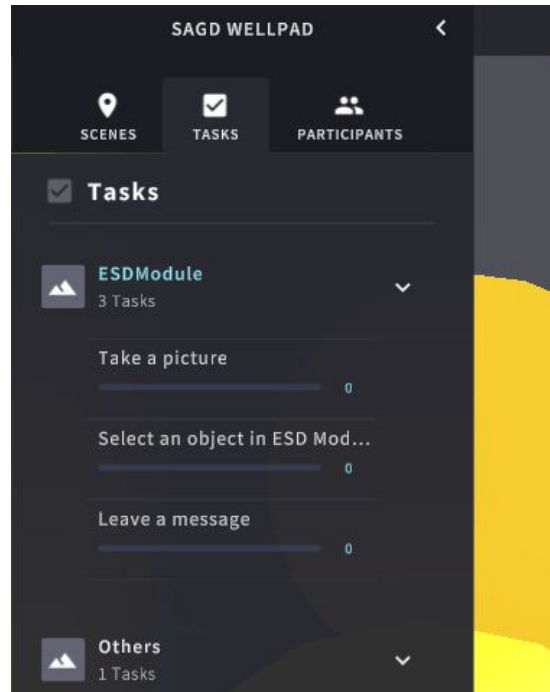 SAGD WELLPAD
SCENES TASKS PARTICIPANTS
Tasks
ESDModule
3 Tasks
Take a picture
0
Select an object in ESD Mod...
0
Leave a message
0
Others
1 Tasks